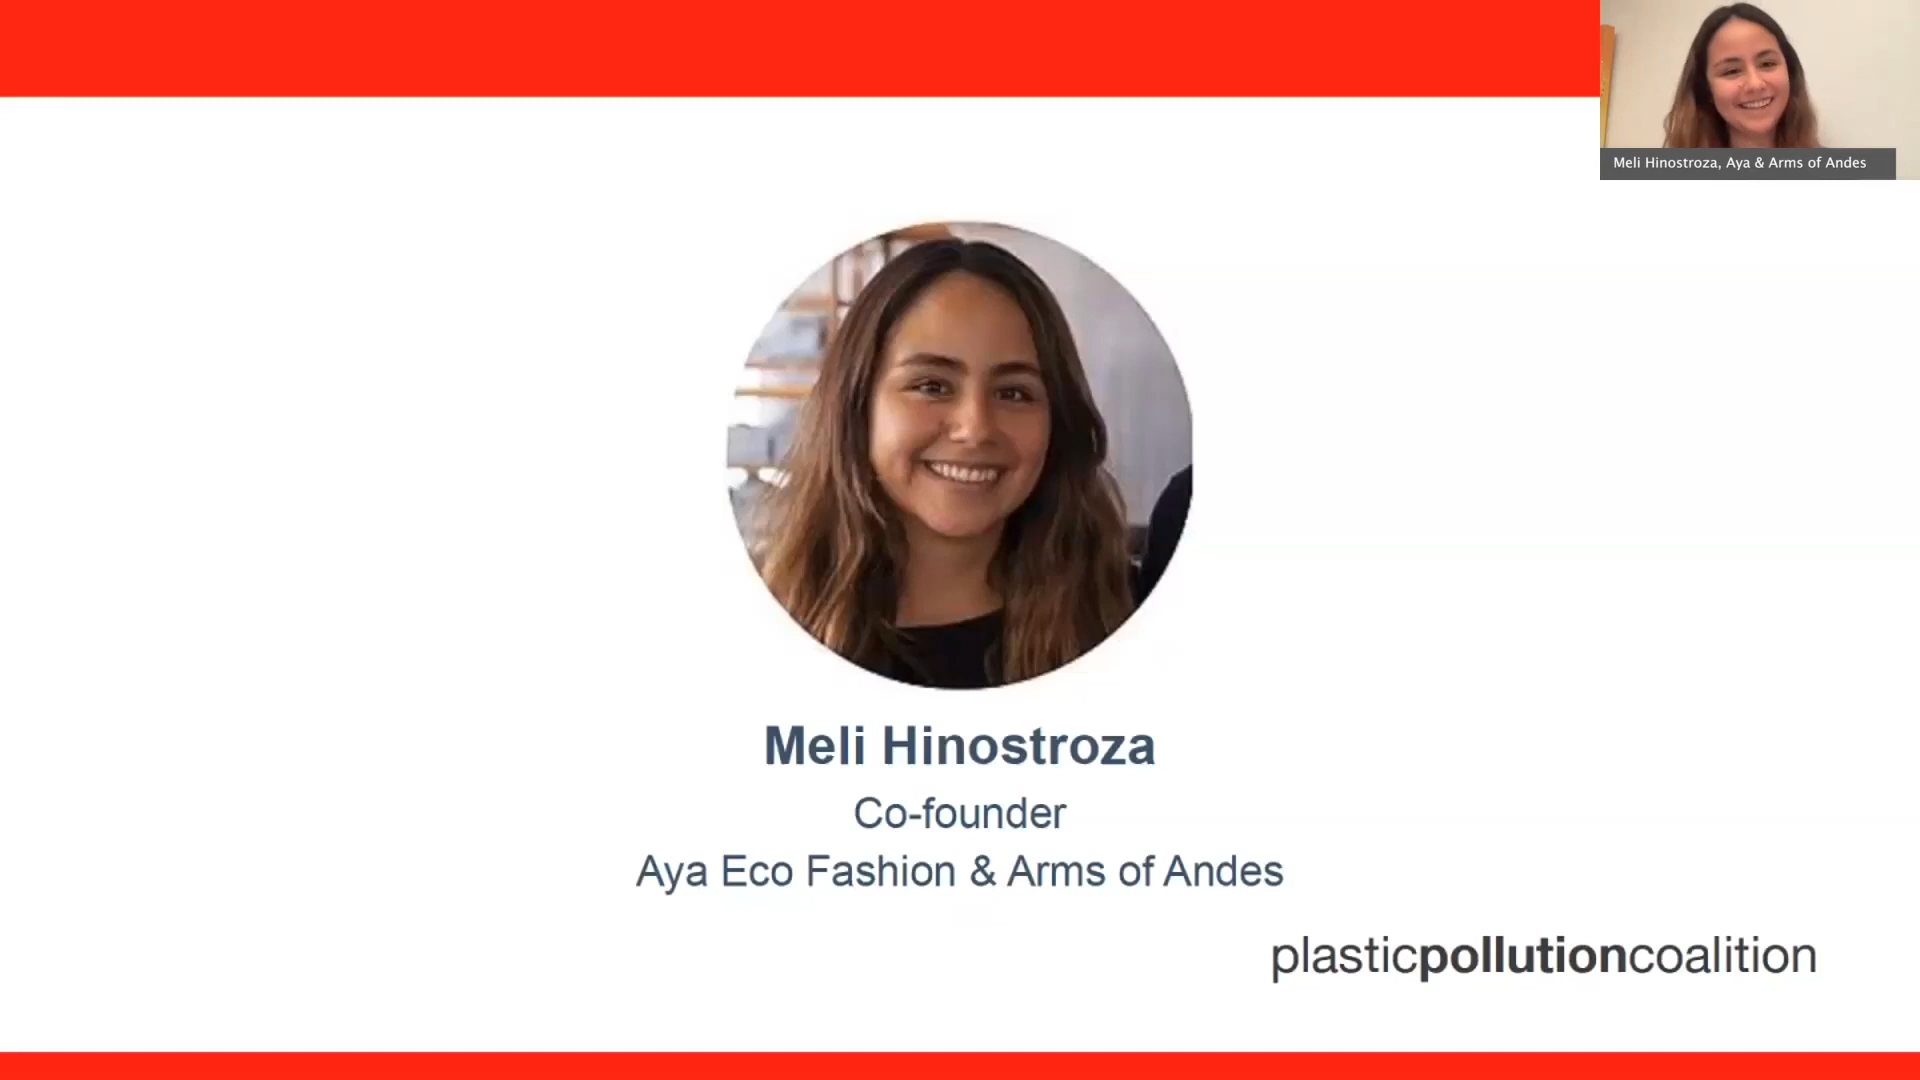 Meli Hinostroza, Aya & Arms of Andes
Meli Hinostroza
Co-founder
Aya Eco Fashion & Arms of Andes
plasticpollutioncoalition